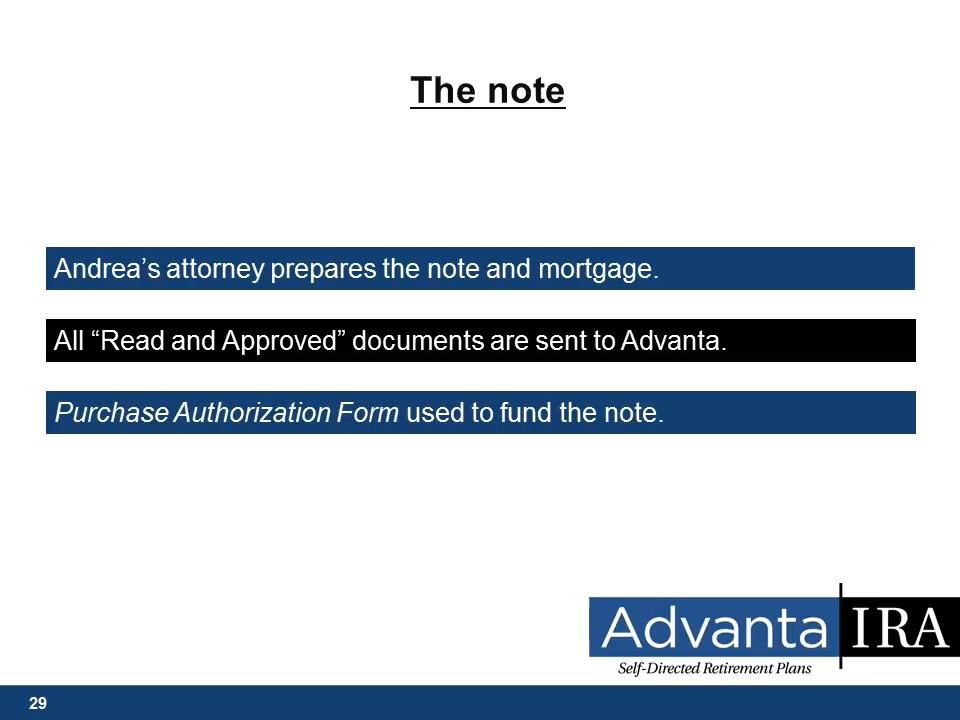 The note
Andrea’s attorney prepares the note and mortgage.
All “Read and Approved” documents are sent to Advanta.
Purchase Authorization Form used to fund the note.
Advanta IRA
Self-Directed Retirement Plans
29